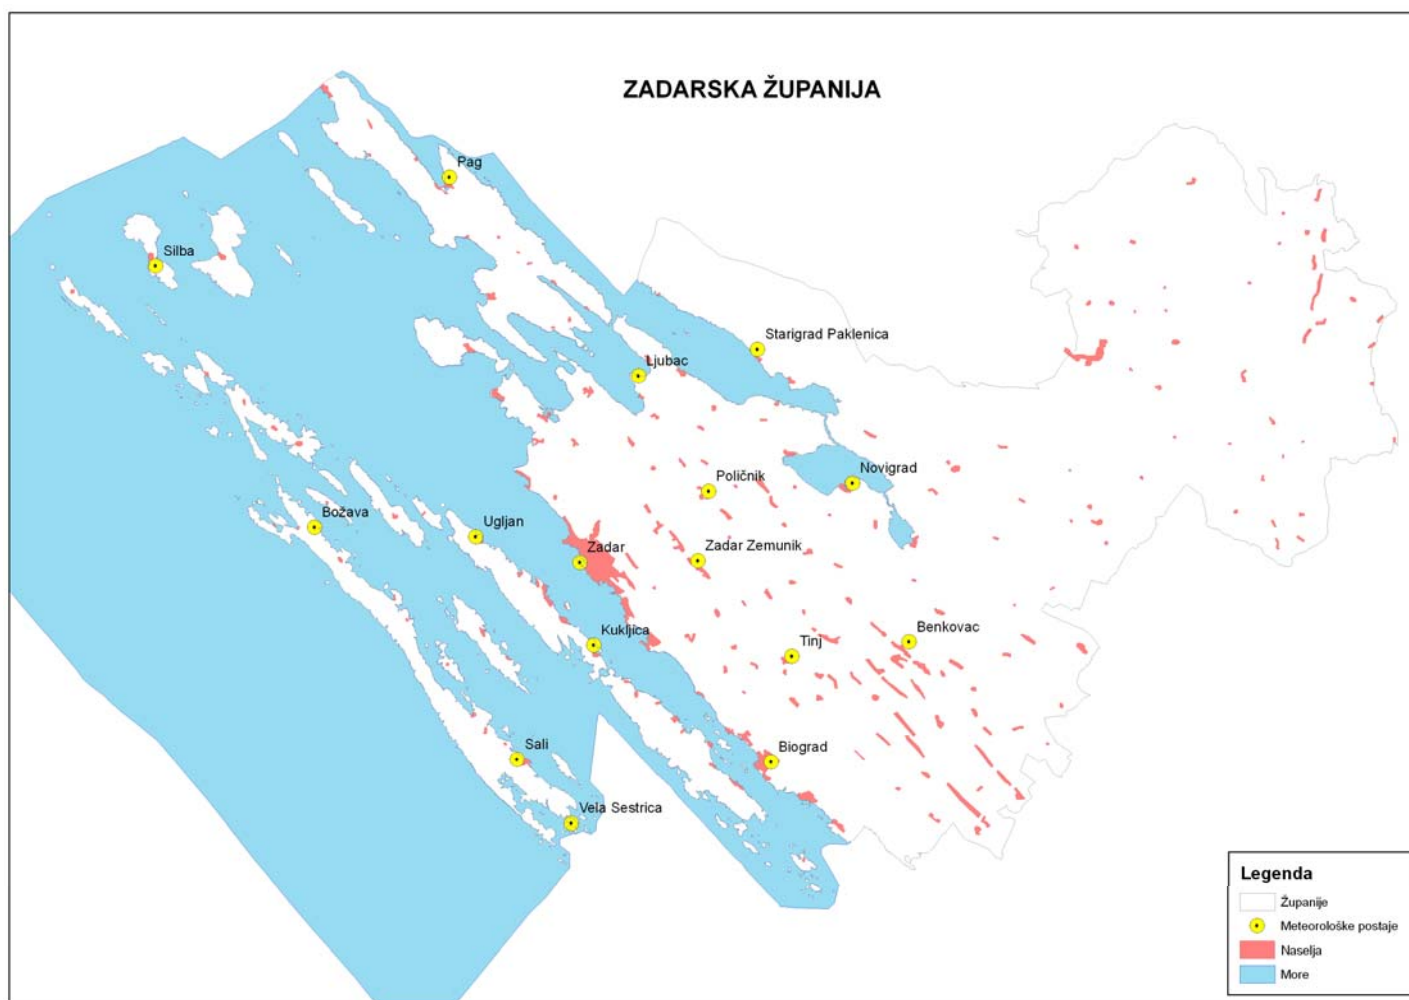 ZADARSKA ŽUPANIJA
Pag
Silba
Starigrad Paklenica
Ljubac
Poličnik
Novigrad
Božava
Ugljan
Zadar
Zadar Zemunik
Kukljica
Tinj
Benkovac
Sali
Biograd
Vela Sestrica
Legenda
Županije
Meteorološke postaje
Naselja
More